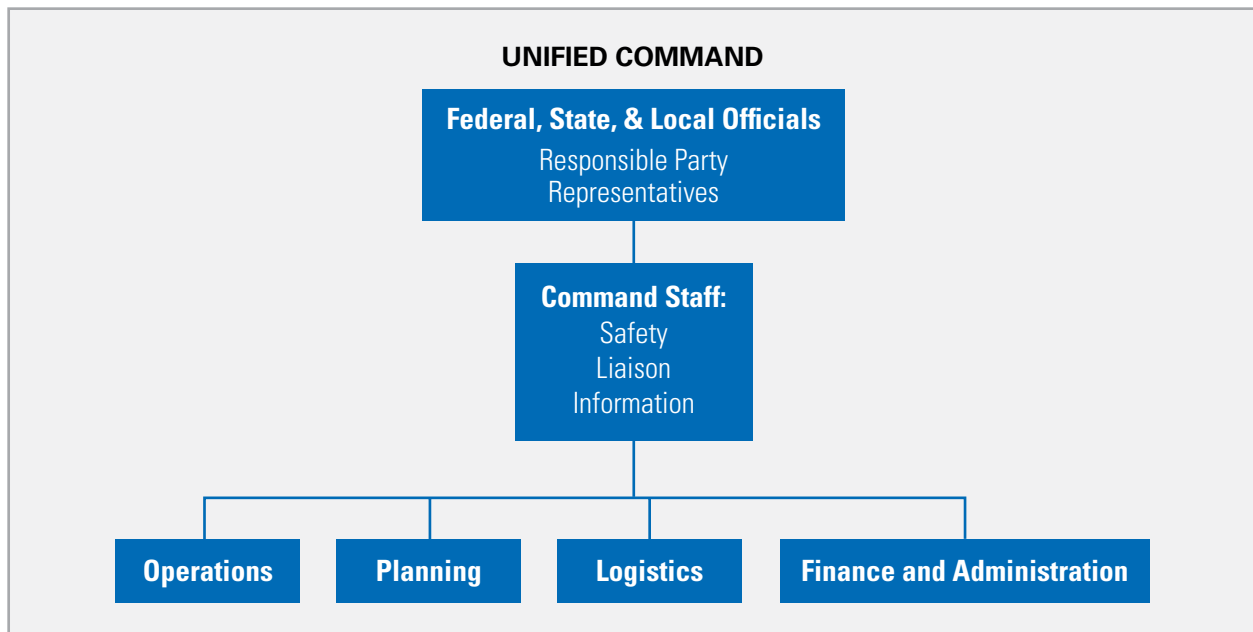 UNIFIED COMMAND
Federal, State, & Local Officials
Responsible Party
Representatives
Command Staff:
Safety
Liaison
Information
Operations
Planning
Logistics
Finance and Administration